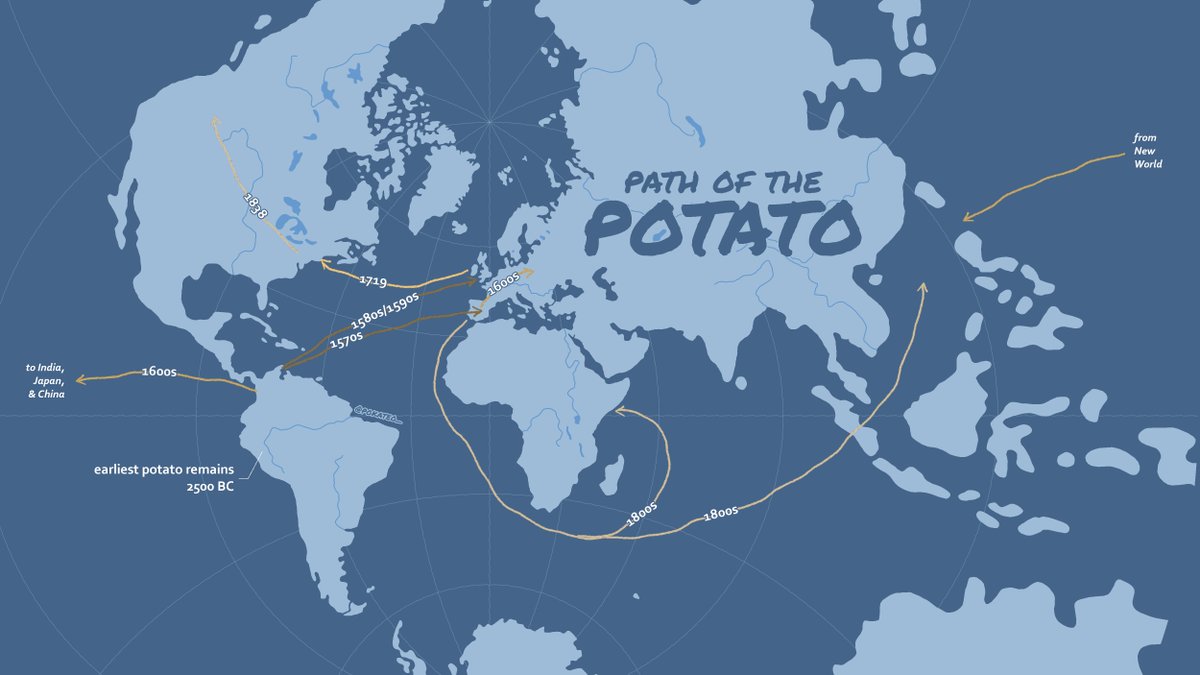 PATH OF THE
POTATO
from
New
World
1838
1719
1600s
1580s/1590s
1570s
to India,
Japan,
& China
1600s
earliest potato remains
2500 BC
1800s
1800s